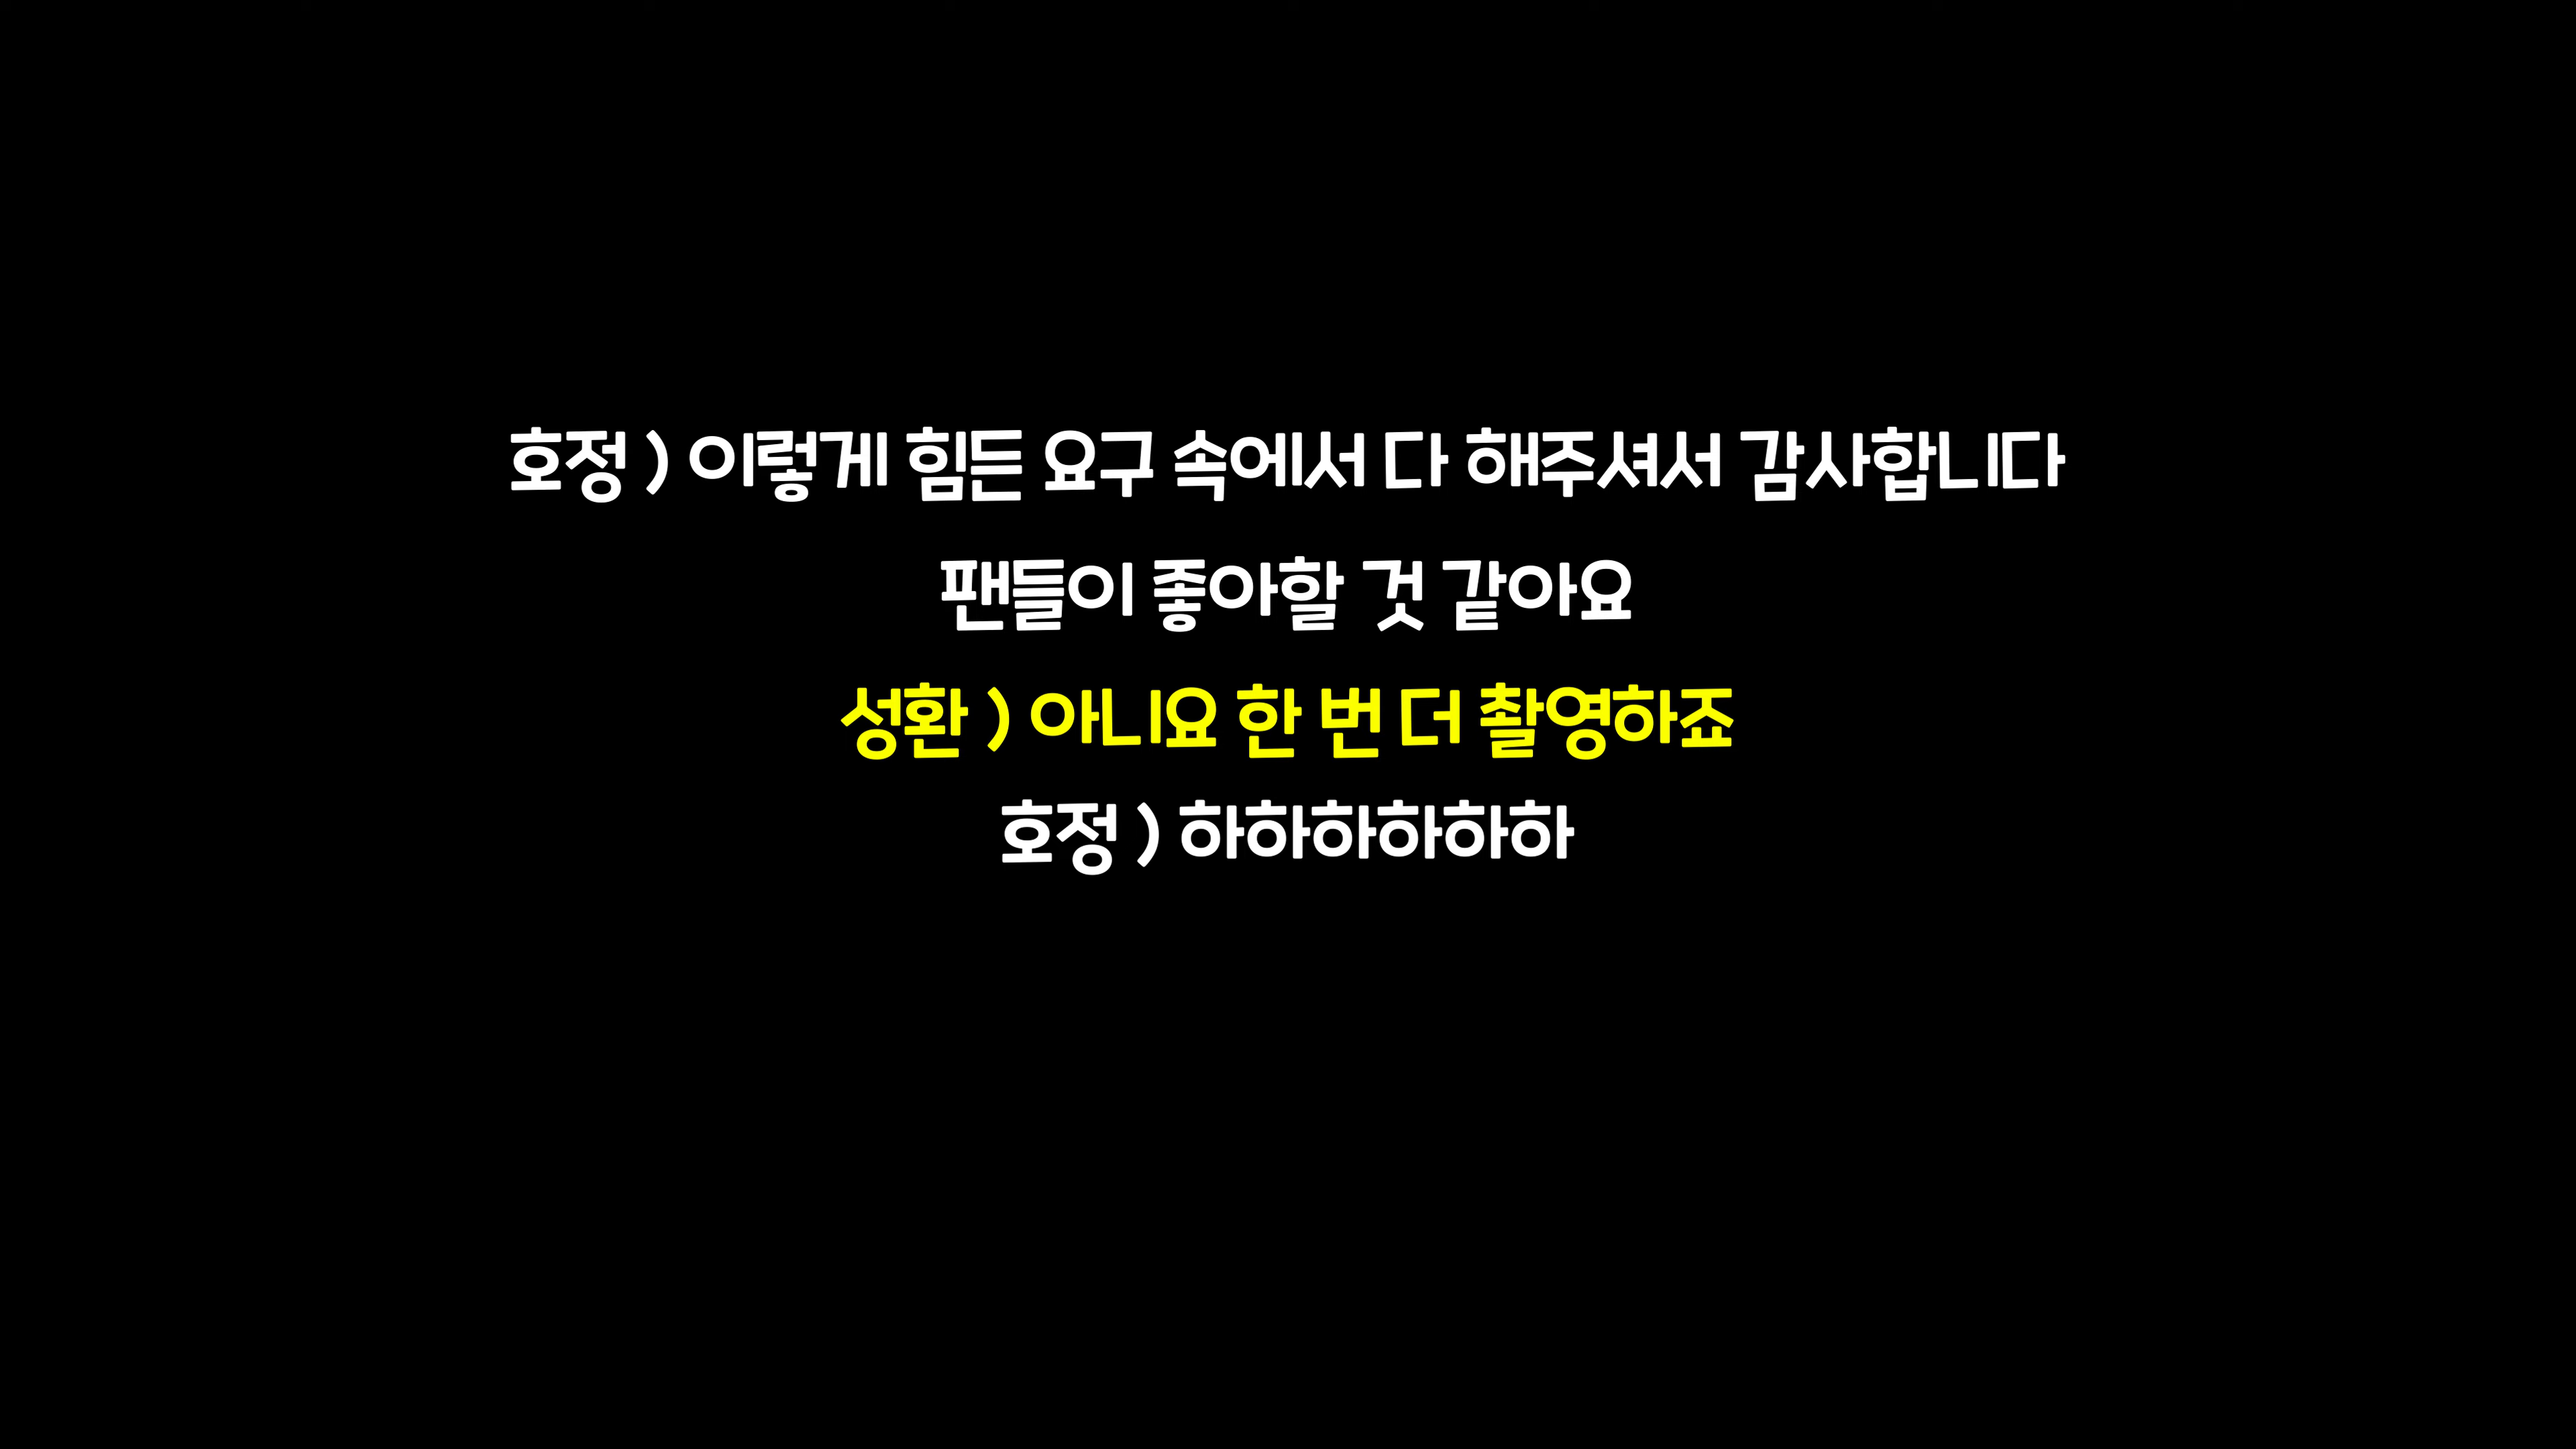 호정 ) 이렇게 힘든 요구 속에서 다 해주셔서 감사합니다
팬들이 좋아할 것 같아요
성환 ) 아니요 한 번 더 촬영하죠
호정 ) 하하하하하하